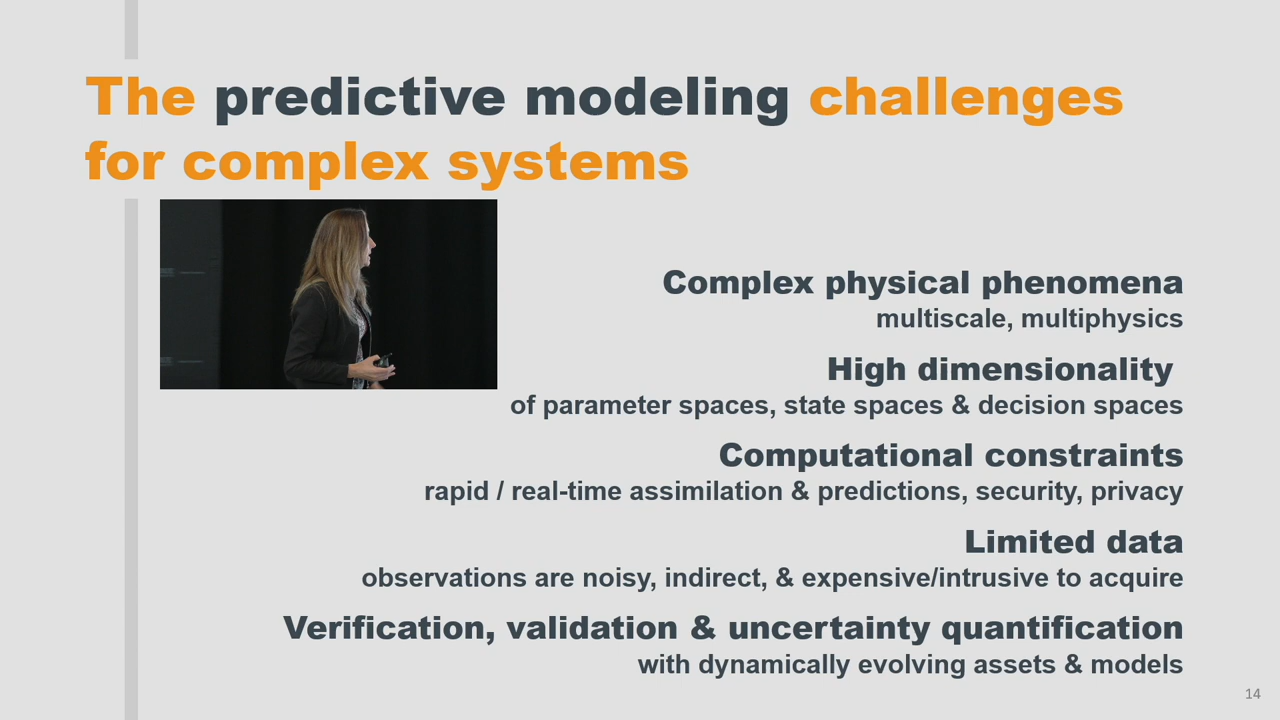 The predictive modeling challenges
for complex systems
Complex physical phenomena
multiscale, multiphysics
High dimensionality
of parameter spaces, state spaces & decision spaces
Computational constraints
rapid / real-time assimilation & predictions, security, privacy
Limited data
observations are noisy, indirect, & expensive/intrusive to acquire
Verification, validation & uncertainty quantification
with dynamically evolving assets & models
14